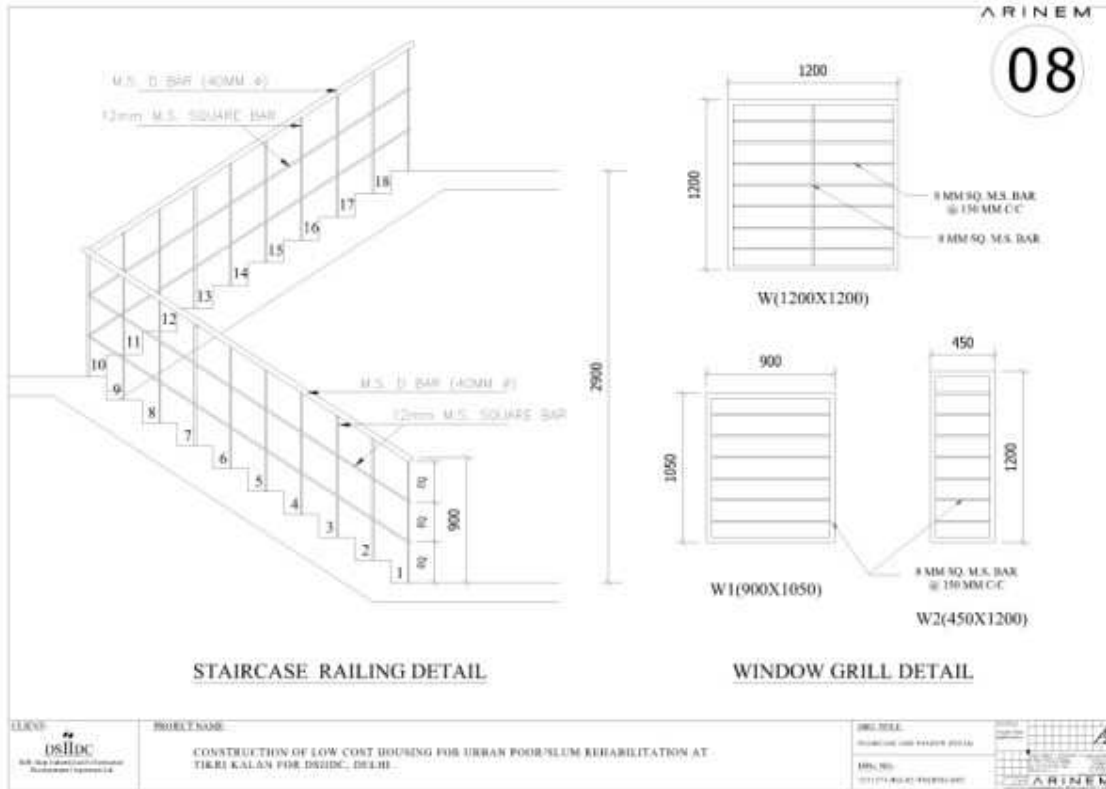 ARINEM
08
M.S. D BAR (40MM Φ)
12mm M.S. SQUARE BAR
18
17
16
15
14
13
12
11
10
9
8
7
6
5
4
3
2
1
M.S. D BAR (40MM Φ)
12mm M.S. SQUARE BAR
EQ
EQ
EQ
900
2900
STAIRCASE RAILING DETAIL
1200
1200
8 MM SQ. M.S. BAR
@ 150 MM C/C
8 MM SQ. M.S. BAR
W(1200X1200)
900
1050
W1(900X1050)
450
1200
8 MM SQ. M.S. BAR
@ 150 MM C/C
W2(450X1200)
WINDOW GRILL DETAIL
CLIENT:
DSIIDC
PROJECT NAME:
CONSTRUCTION OF LOW COST HOUSING FOR URBAN POOR/SLUM REHABILITATION AT
TIKRI KALAN FOR DSIIDC, DELHI.
DRG. TITLE:
DRG. NO:
ARINEM